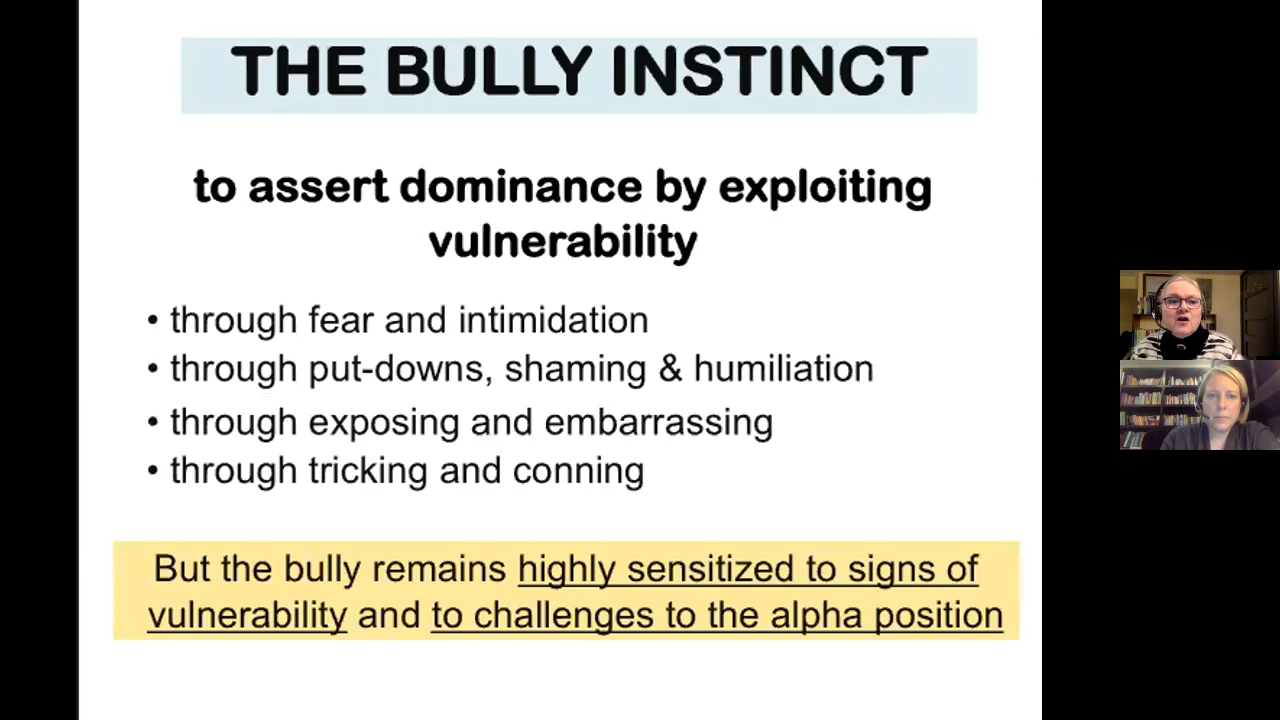 THE BULLY INSTINCT
to assert dominance by exploiting
vulnerability
• through fear and intimidation
• through put-downs, shaming & humiliation
• through exposing and embarrassing
• through tricking and conning
But the bully remains highly sensitized to signs of
vulnerability and to challenges to the alpha position